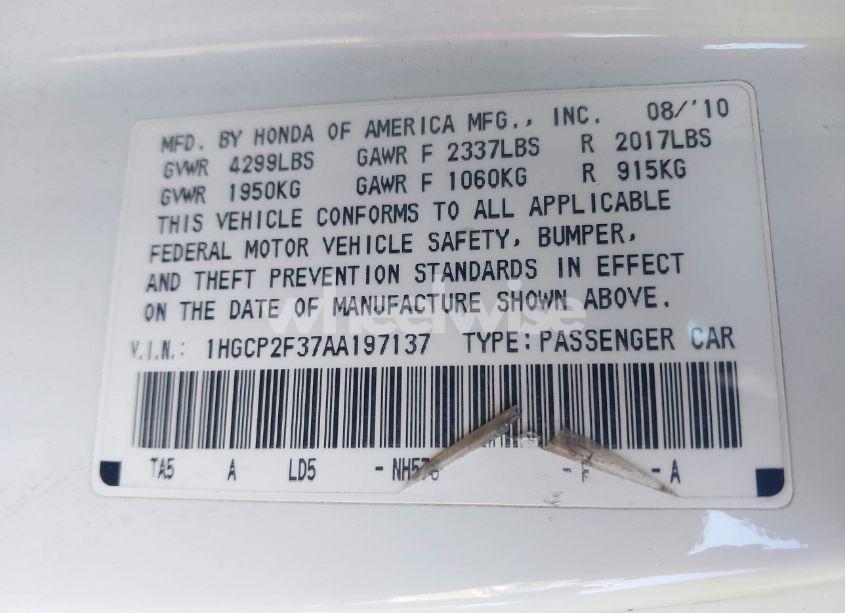 MFD. BY HONDA OF AMERICA MFG., INC. 08/'10
GVWR 4299LBS GAWR F 2337LBS R 2017LBS
GVWR 1950KG GAWR F 1060KG R 915KG
THIS VEHICLE CONFORMS TO ALL APPLICABLE
FEDERAL MOTOR VEHICLE SAFETY, BUMPER,
AND THEFT PREVENTION STANDARDS IN EFFECT
ON THE DATE OF MANUFACTURE SHOWN ABOVE.
wheelwise
V.I.N.: 1HGCP2F37AA197137 TYPE: PASSENGER CAR
TA5 A LD5 - - A